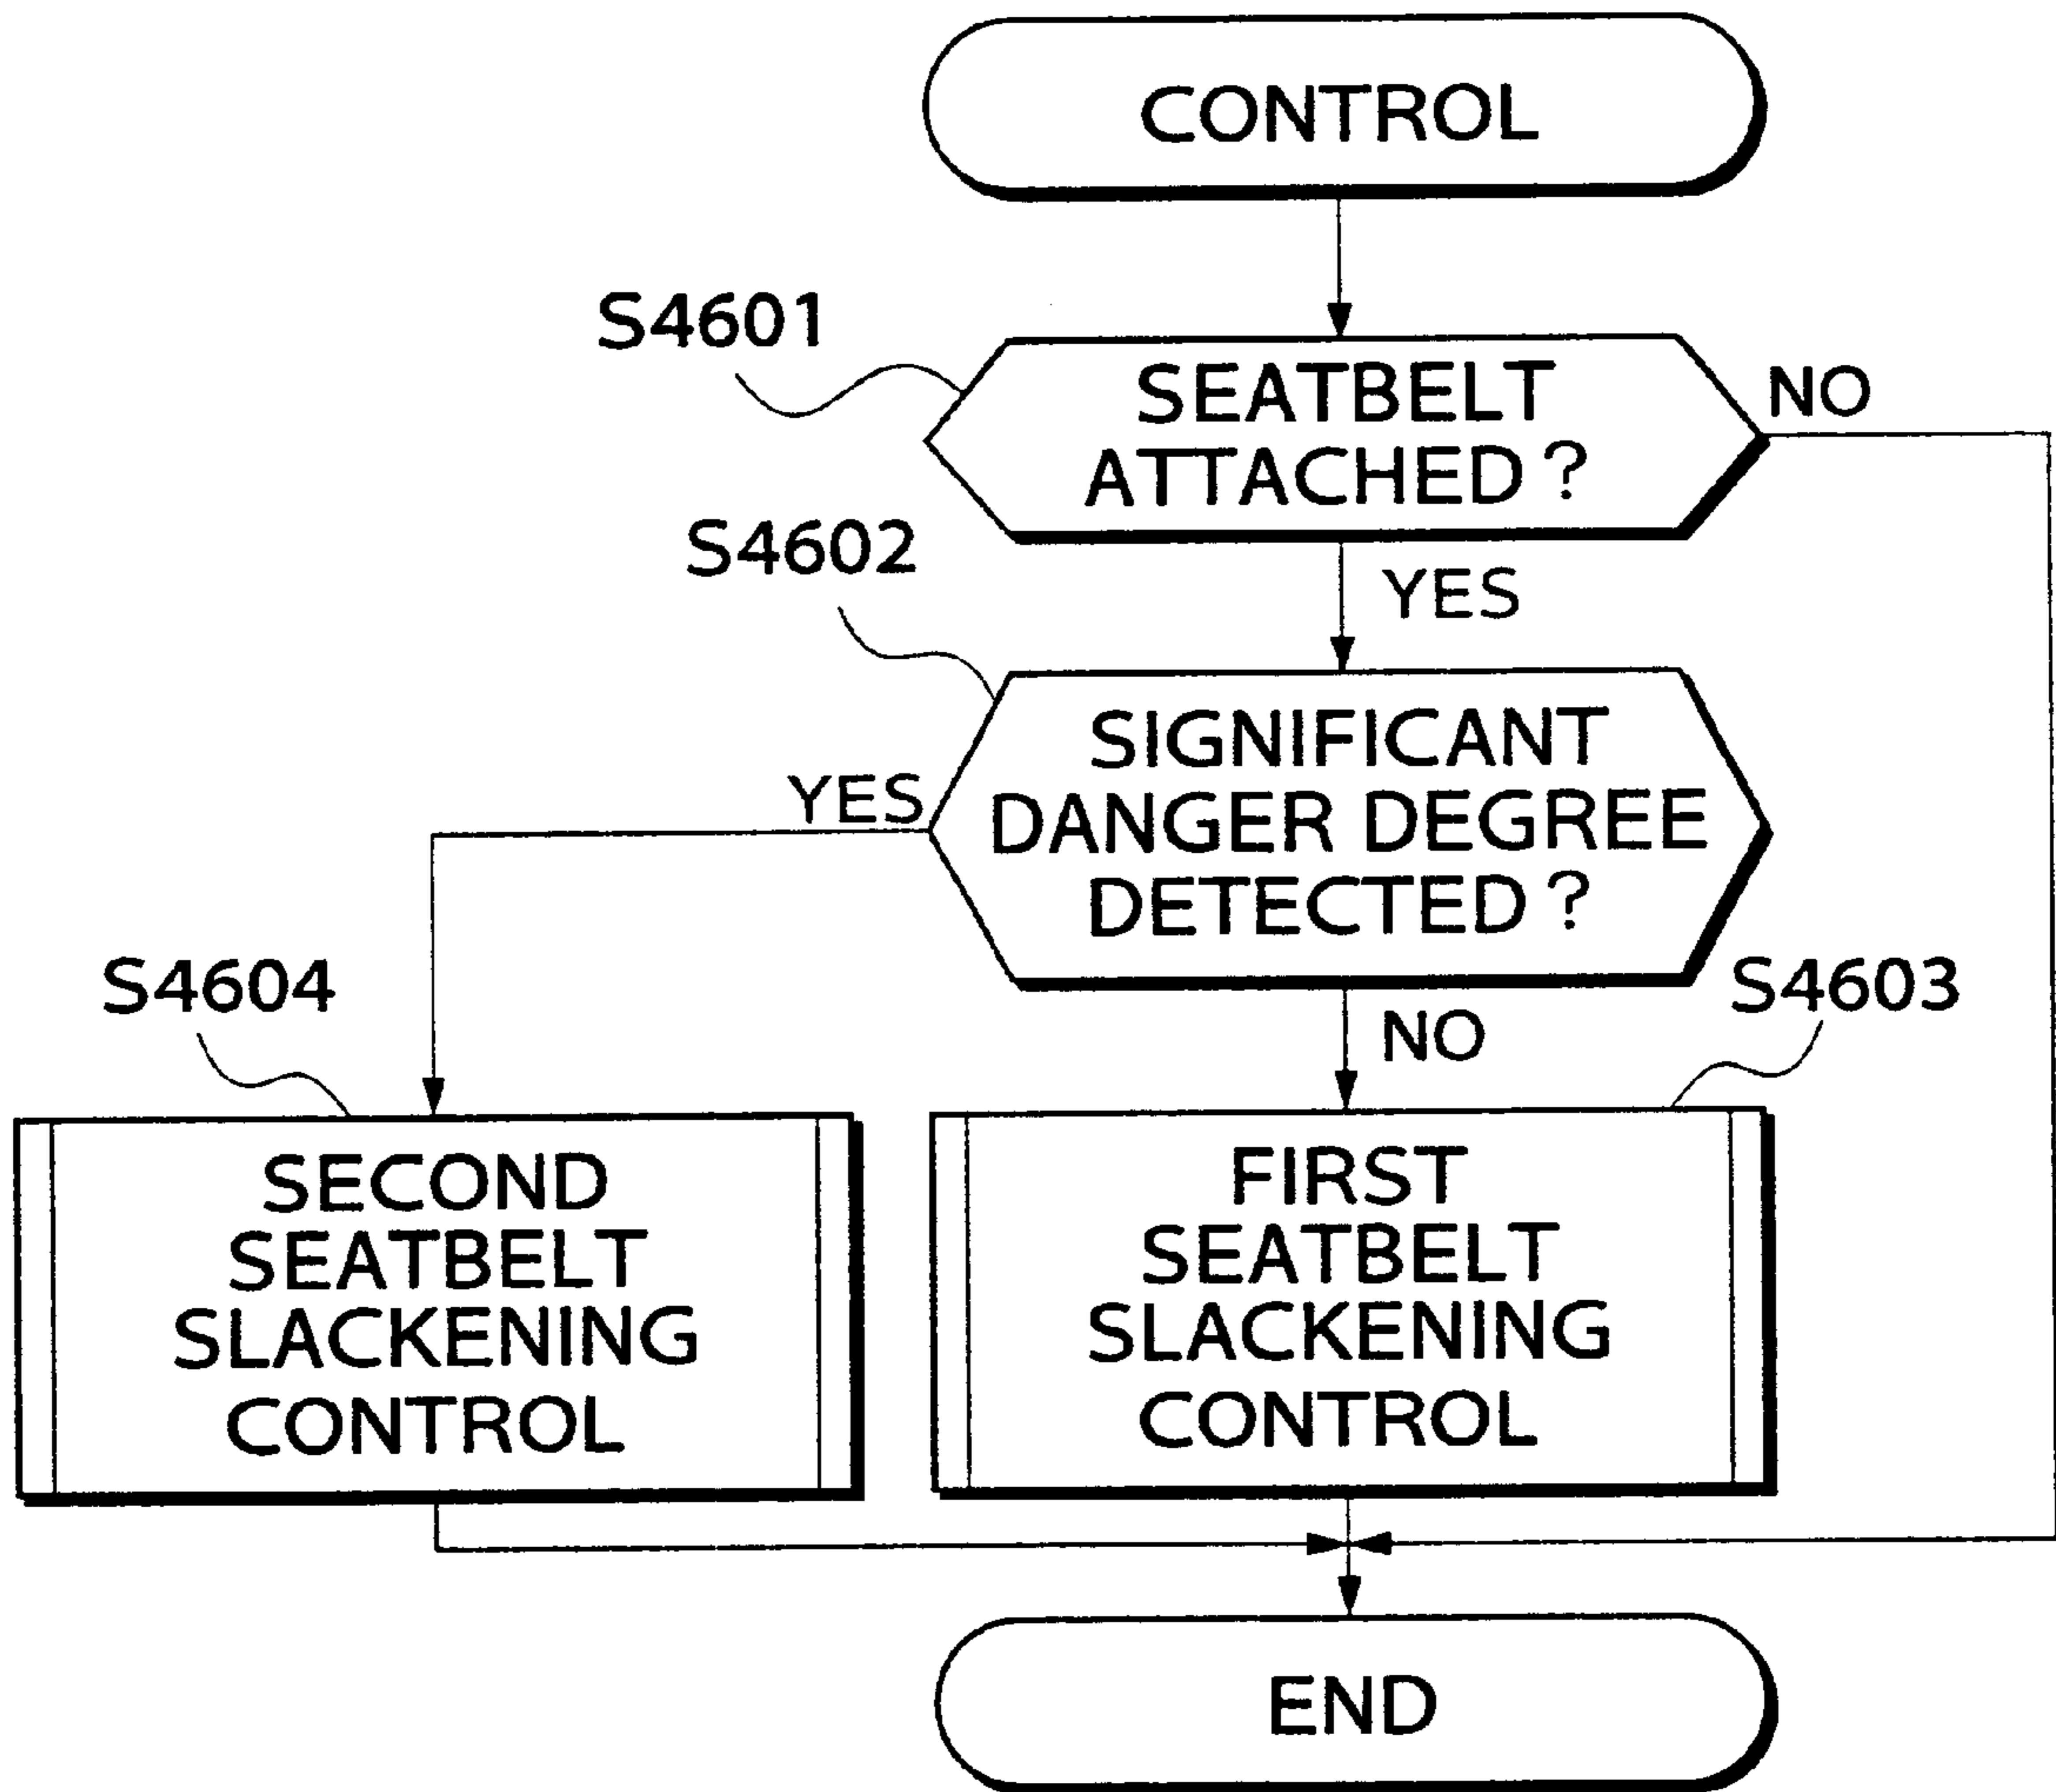 CONTROL
S4601
SEATBELT
ATTACHED ?
NO
S4602
YES
SIGNIFICANT
DANGER DEGREE
DETECTED ?
YES
S4604
S4603
NO
SECOND
SEATBELT
SLACKENING
CONTROL
FIRST
SEATBELT
SLACKENING
CONTROL
END